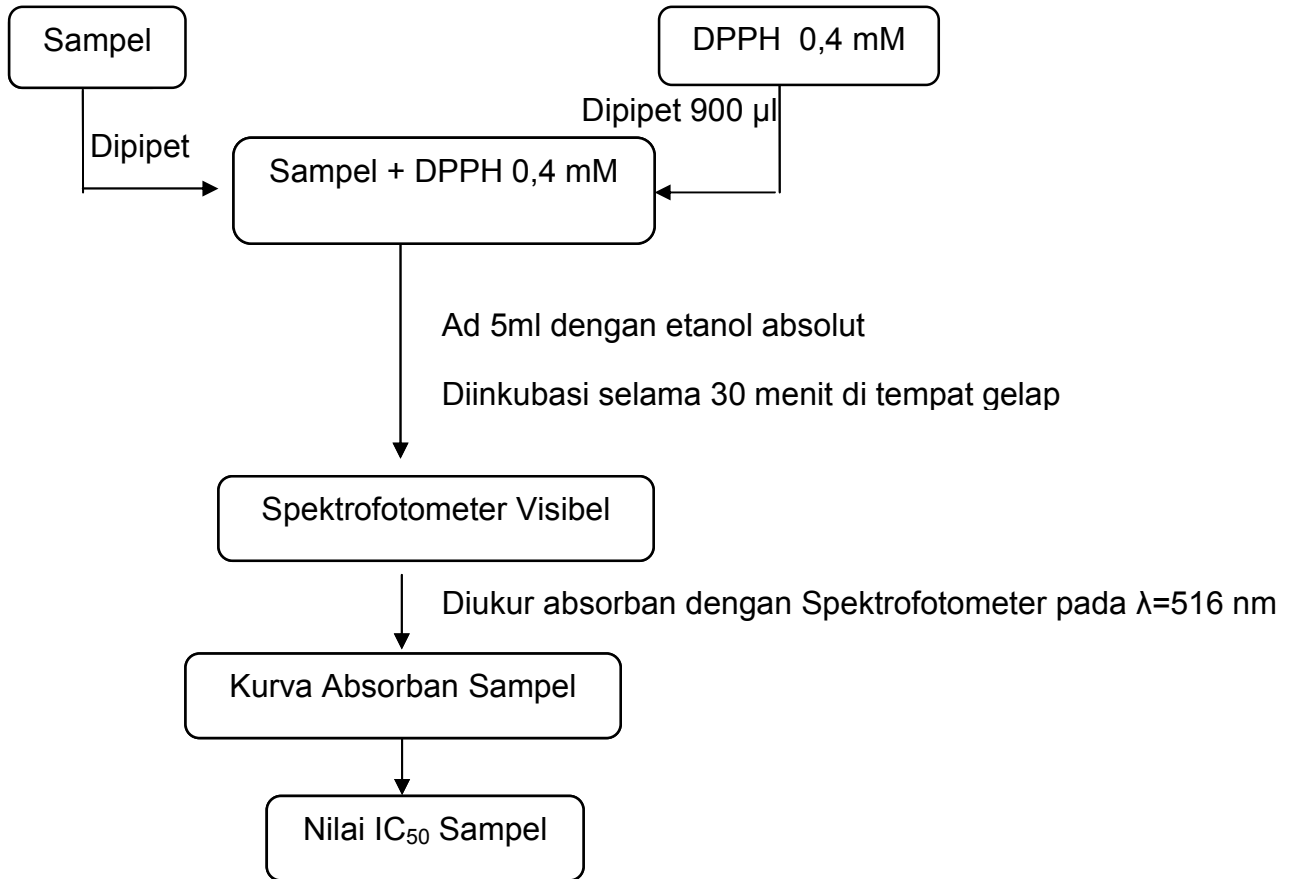 Sampel
DPPH 0,4 mM
Dipipet 900 µl
Dipipet
Sampel + DPPH 0,4 mM
Ad 5ml dengan etanol absolut
Diinkubasi selama 30 menit di tempat gelap
Spektrofotometer Visibel
Diukur absorban dengan Spektrofotometer pada λ=516 nm
Kurva Absorban Sampel
Nilai IC₅₀ Sampel